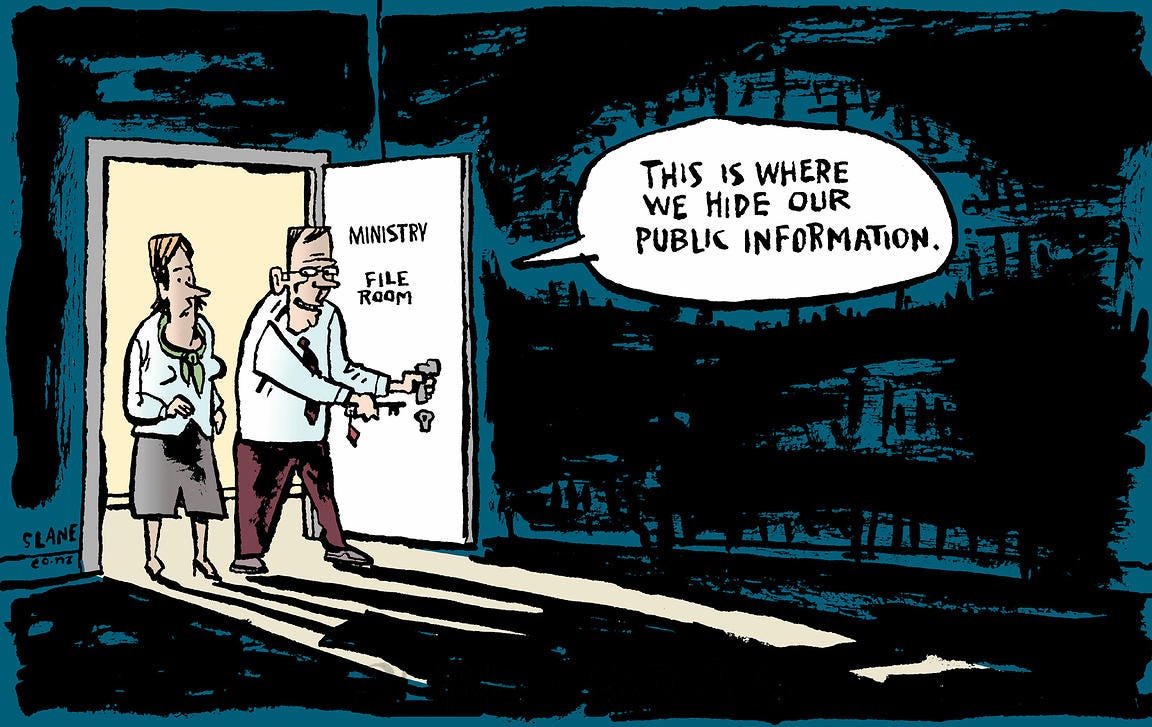 THIS IS WHERE
WE HIDE OUR
PUBLIC INFORMATION.
MINISTRY
FILE
ROOM
SLANE
CO.NZ